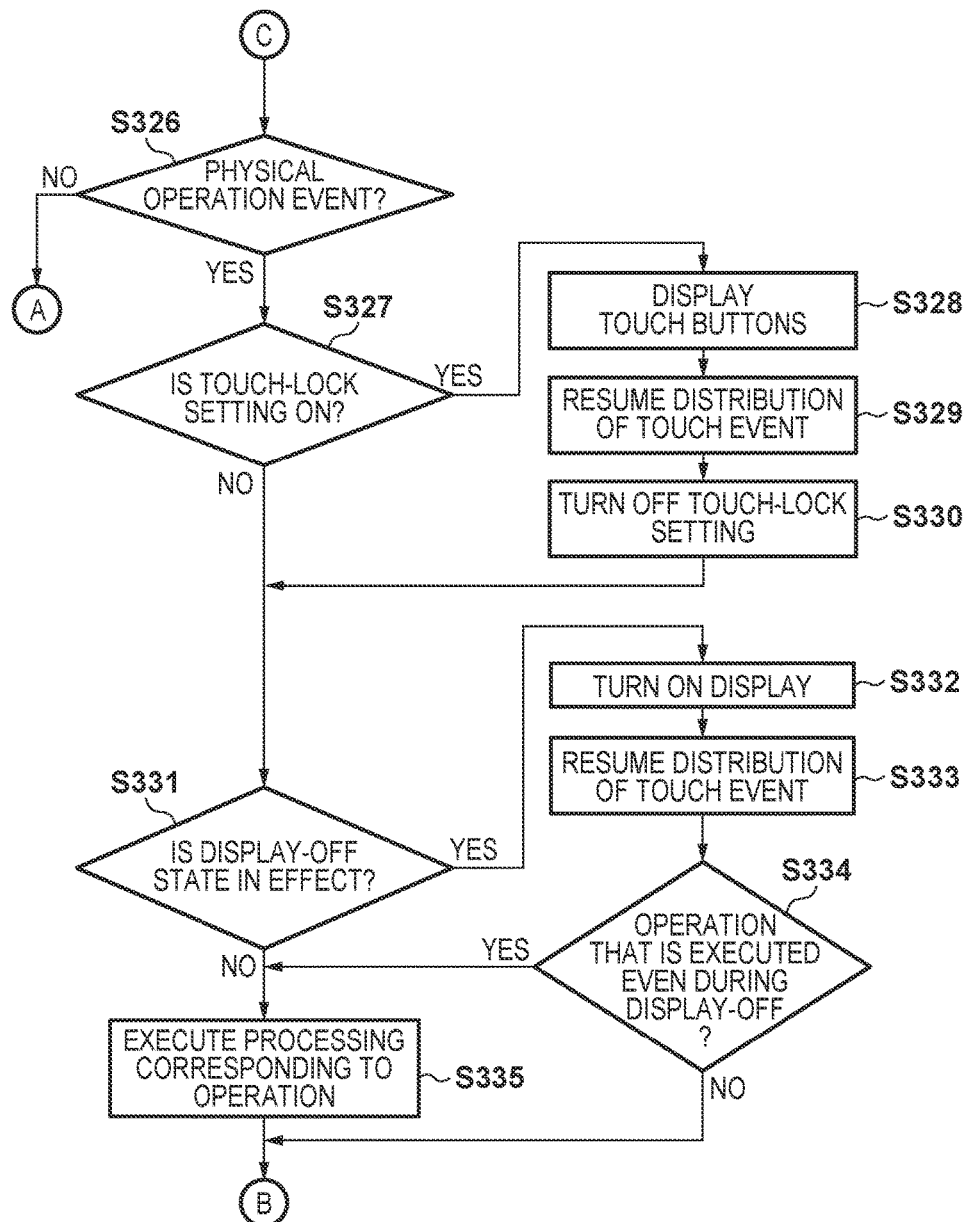 C
S326
PHYSICAL
OPERATION EVENT?
NO
YES
A
S327
IS TOUCH-LOCK
SETTING ON?
YES
NO
DISPLAY
TOUCH BUTTONS
S328
RESUME DISTRIBUTION
OF TOUCH EVENT
S329
TURN OFF TOUCH-LOCK
SETTING
S330
S331
IS DISPLAY-OFF
STATE IN EFFECT?
YES
NO
TURN ON DISPLAY
S332
RESUME DISTRIBUTION
OF TOUCH EVENT
S333
S334
OPERATION
THAT IS EXECUTED
EVEN DURING
DISPLAY-OFF
?
YES
NO
EXECUTE PROCESSING
CORRESPONDING TO
OPERATION
S335
B